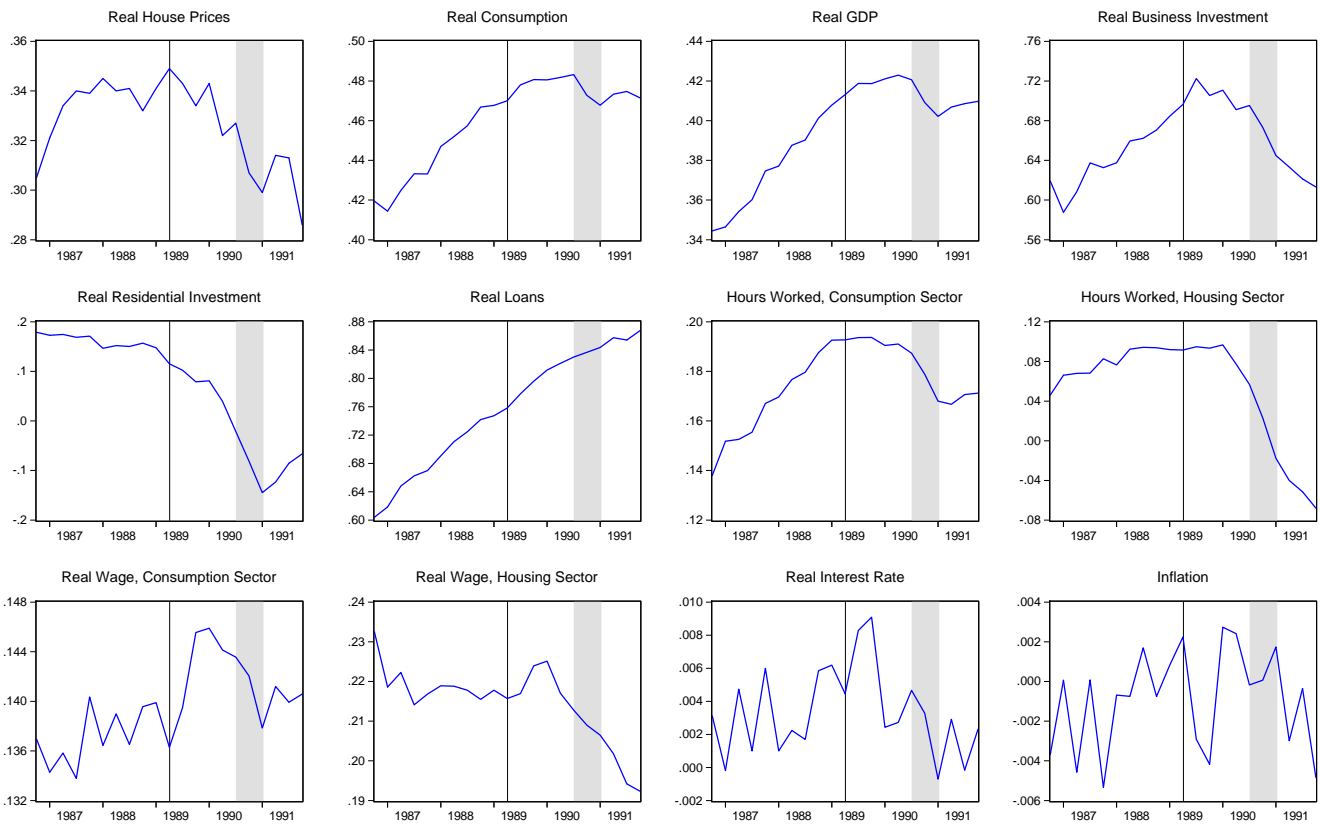 Real House Prices
.36
.34
.32
.30
.28
1987 1988 1989 1990 1991
Real Consumption
.50
.48
.46
.44
.42
.40
1987 1988 1989 1990 1991
Real GDP
.44
.42
.40
.38
.36
.34
1987 1988 1989 1990 1991
Real Business Investment
.76
.72
.68
.64
.60
.56
1987 1988 1989 1990 1991
Real Residential Investment
.2
.1
.0
-.1
-.2
1987 1988 1989 1990 1991
Real Loans
.88
.84
.80
.76
.72
.68
.64
.60
1987 1988 1989 1990 1991
Hours Worked, Consumption Sector
.20
.18
.16
.14
.12
1987 1988 1989 1990 1991
Hours Worked, Housing Sector
.12
.08
.04
.00
-.04
-.08
1987 1988 1989 1990 1991
Real Wage, Consumption Sector
.148
.144
.140
.136
.132
1987 1988 1989 1990 1991
Real Wage, Housing Sector
.24
.23
.22
.21
.20
.19
1987 1988 1989 1990 1991
Real Interest Rate
.010
.008
.006
.004
.002
.000
-.002
1987 1988 1989 1990 1991
Inflation
.004
.002
.000
-.002
-.004
-.006
1987 1988 1989 1990 1991